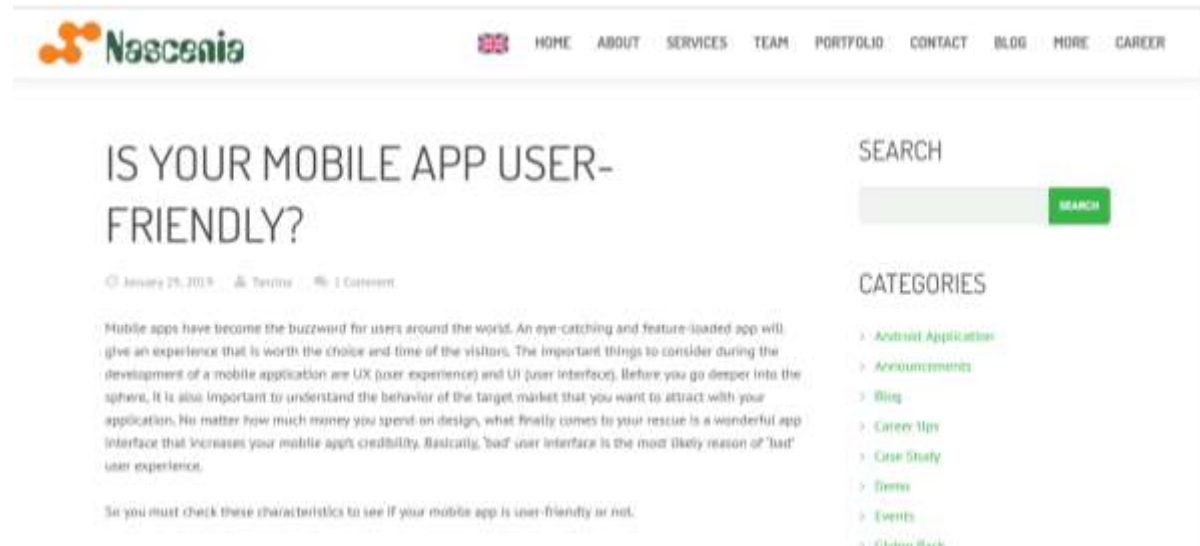 Nascenia
HOME ABOUT SERVICES TEAM PORTFOLIO CONTACT BLOG MORE CAREER
IS YOUR MOBILE APP USER-
FRIENDLY?
January 29, 2019 1 Comment
Mobile apps have become the buzzword for users around the world. An eye-catching and feature-loaded app will
give an experience that is worth the choice and time of the visitors. The important things to consider during the
development of a mobile application are UX (user experience) and UI (user interface). Before you go deeper into the
sphere, it is also important to understand the behavior of the target market that you want to attract with your
application. No matter how much money you spend on design, what finally comes to your rescue is a wonderful app
interface that increases your mobile app's credibility. Basically, 'bad' user interface is the most likely reason of 'bad'
user experience.
So you must check these characteristics to see if your mobile app is user-friendly or not.
SEARCH
SEARCH
CATEGORIES
> Android Application
> Announcements
> Blog
> Career tips
> Case Study
> Demo
> Events